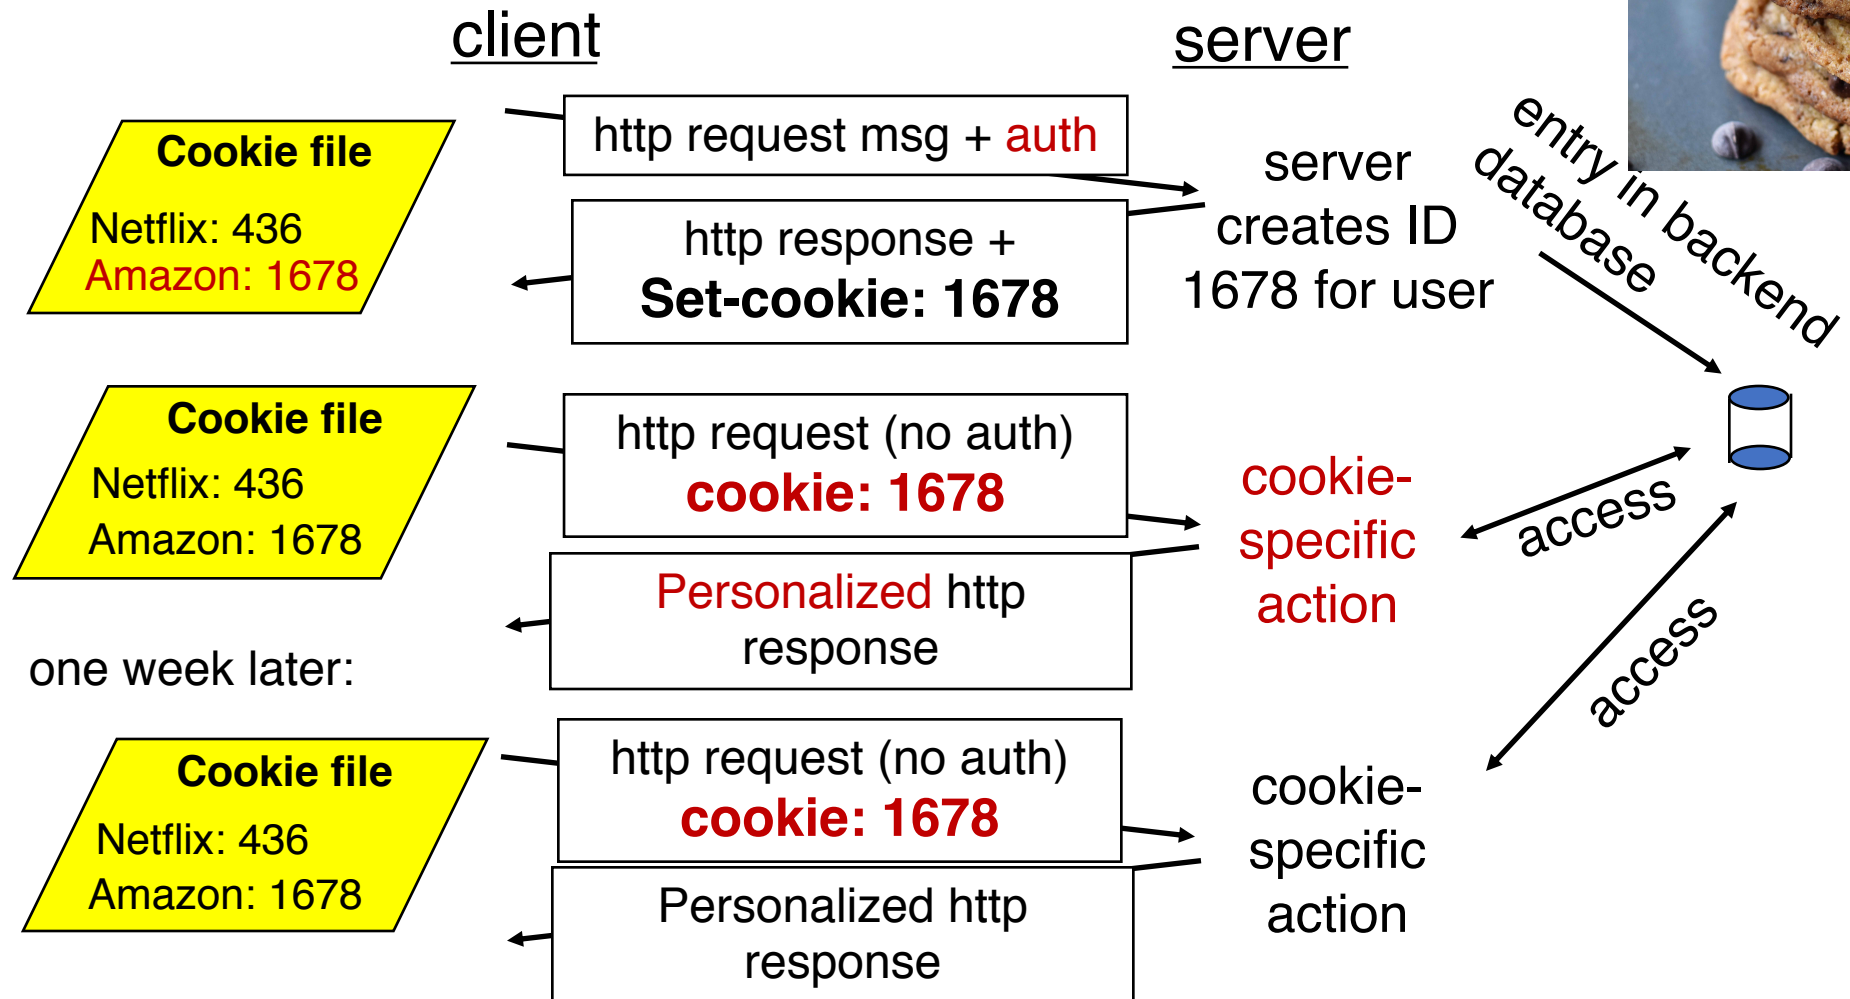 client
server
Cookie file
Netflix: 436
Amazon: 1678
http request msg + auth
http response +
Set-cookie: 1678
server
creates ID
1678 for user
entry in backend
database
Cookie file
Netflix: 436
Amazon: 1678
http request (no auth)
cookie: 1678
Personalized http
response
cookie-
specific
action
access
one week later:
Cookie file
Netflix: 436
Amazon: 1678
http request (no auth)
cookie: 1678
Personalized http
response
cookie-
specific
action
access